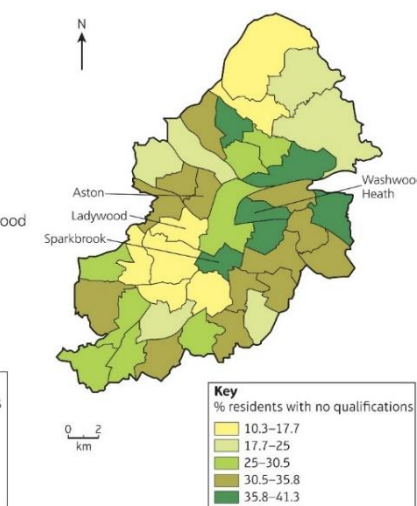 N
Aston
Ladywood
Sparkbrook
Washwoo
Heath
ood
s
0 2
km
Key
% residents with no qualifications
10.3–17.7
17.7–25
25–30.5
30.5–35.8
35.8–41.3